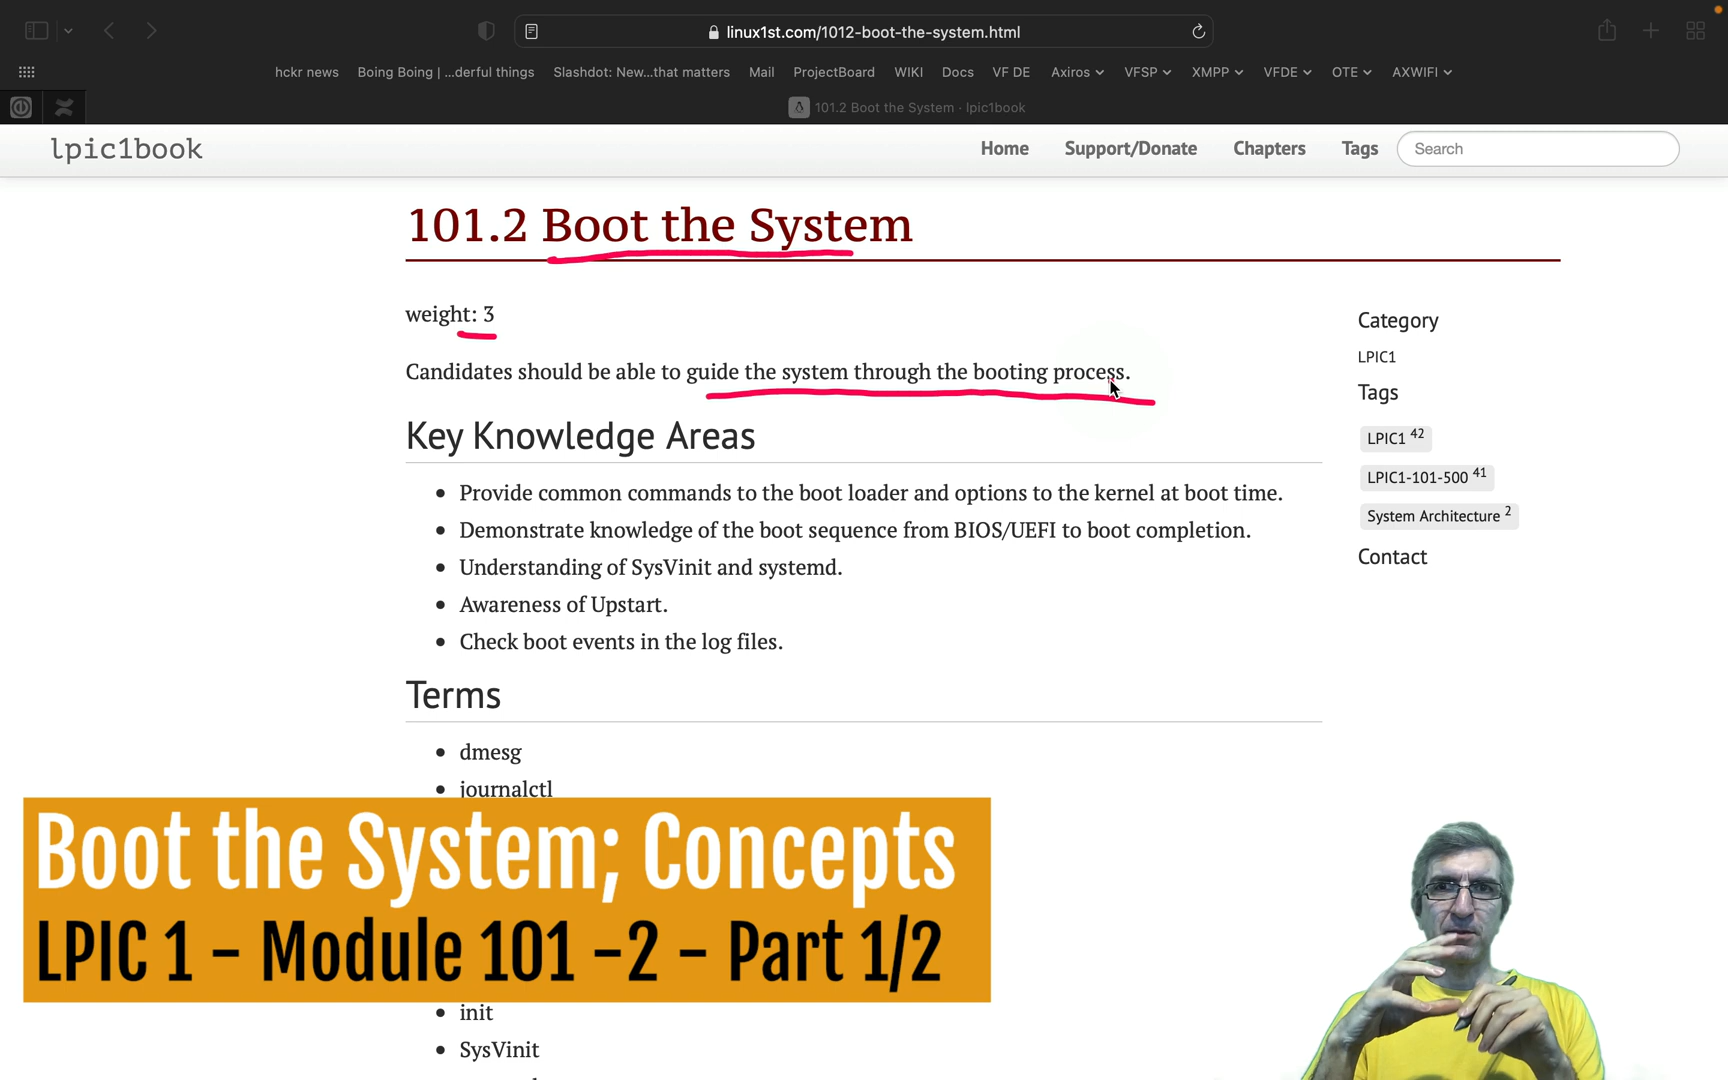 linux1st.com/1012-boot-the-system.html
hckr news
Boing Boing | ...derful things
Slashdot: New...that matters
Mail
ProjectBoard
WIKI
Docs
VF DE
Axiros
VFSP
XMPP
VFDE
OTE
AXWIFI
101.2 Boot the System · lpic1book
lpic1book
Home
Support/Donate
Chapters
Tags
Search
101.2 Boot the System
weight: 3
Candidates should be able to guide the system through the booting process.
Key Knowledge Areas
Provide common commands to the boot loader and options to the kernel at boot time.
Demonstrate knowledge of the boot sequence from BIOS/UEFI to boot completion.
Understanding of SysVinit and systemd.
Awareness of Upstart.
Check boot events in the log files.
Terms
dmesg
journalctl
init
SysVinit
Category
LPIC1
Tags
LPIC1 42
LPIC1-101-500 41
System Architecture 2
Contact
Boot the System; Concepts
LPIC 1 - Module 101 -2 - Part 1/2